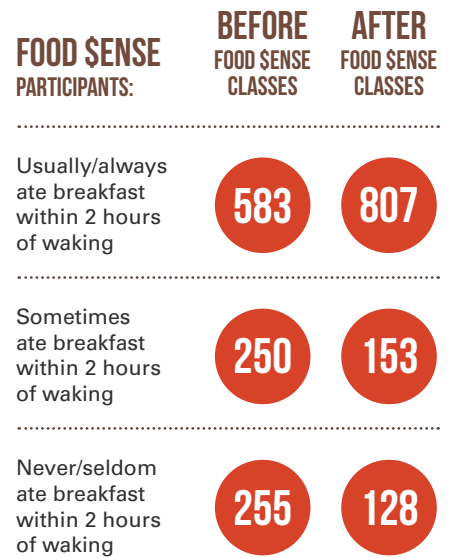 FOOD $ENSE
PARTICIPANTS:
BEFORE
FOOD $ENSE
CLASSES
AFTER
FOOD $ENSE
CLASSES
Usually/always
ate breakfast
within 2 hours
of waking
583
807
Sometimes
ate breakfast
within 2 hours
of waking
250
153
Never/seldom
ate breakfast
within 2 hours
of waking
255
128